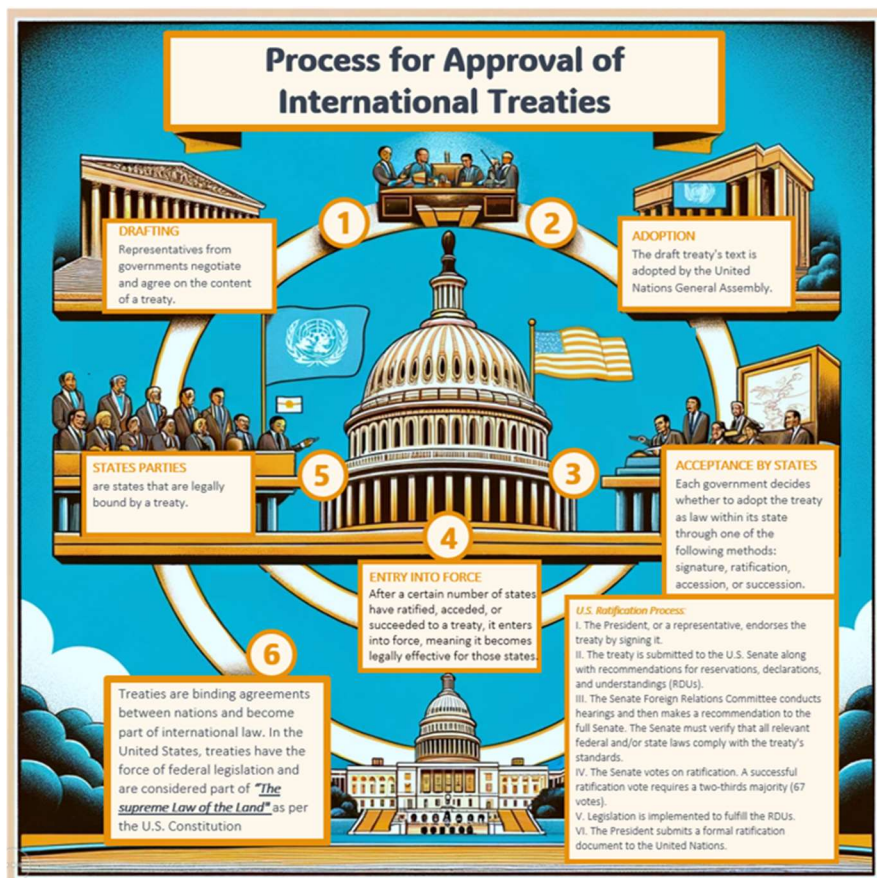 Process for Approval of
International Treaties
1
2
DRAFTING
Representatives from
governments negotiate
and agree on the content
of a treaty.
ADOPTION
The draft treaty's text is
adopted by the United
Nations General Assembly.
STATES PARTIES
are states that are legally
bound by a treaty.
5
3
ACCEPTANCE BY STATES
Each government decides
whether to adopt the treaty
as law within its state
through one of the
following methods:
signature, ratification,
accession, or succession.
4
ENTRY INTO FORCE
After a certain number of states
have ratified, acceded, or
succeeded to a treaty, it enters
into force, meaning it becomes
legally effective for those states.
U.S. Ratification Process:
I. The President, or a representative, endorses the
treaty by signing it.
II. The treaty is submitted to the U.S. Senate along
with recommendations for reservations, declarations,
and understandings (RDUs).
III. The Senate Foreign Relations Committee conducts
hearings and then makes a recommendation to the
full Senate. The Senate must verify that all relevant
federal and/or state laws comply with the treaty's
standards.
IV. The Senate votes on ratification. A successful
ratification vote requires a two-thirds majority (67
votes).
V. Legislation is implemented to fulfill the RDUs.
VI. The President submits a formal ratification
document to the United Nations.
6
Treaties are binding agreements
between nations and become
part of international law. In the
United States, treaties have the
force of federal legislation and
are considered part of "The
supreme Law of the Land" as per
the U.S. Constitution